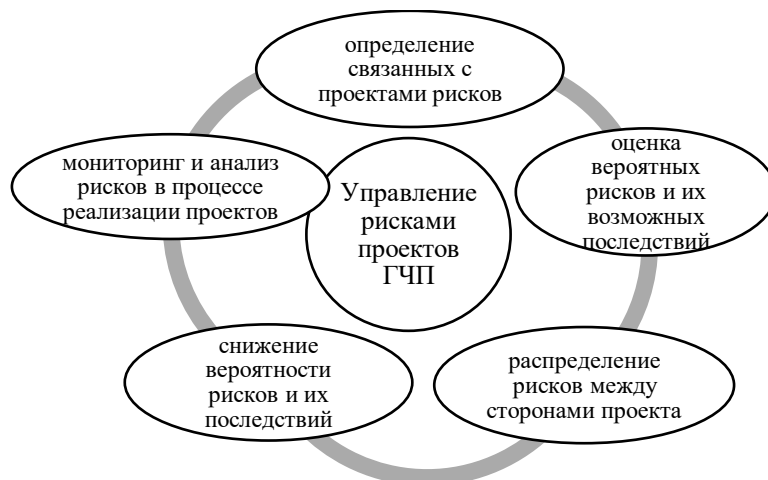 определение
связанных с
проектами рисков
оценка
вероятных
рисков и их
возможных
последствий
распределение
рисков между
сторонами проекта
снижение
вероятности
рисков и их
последствий
мониторинг и анализ
рисков в процессе
реализации проектов
Управление
рисками
проектов
ГЧП